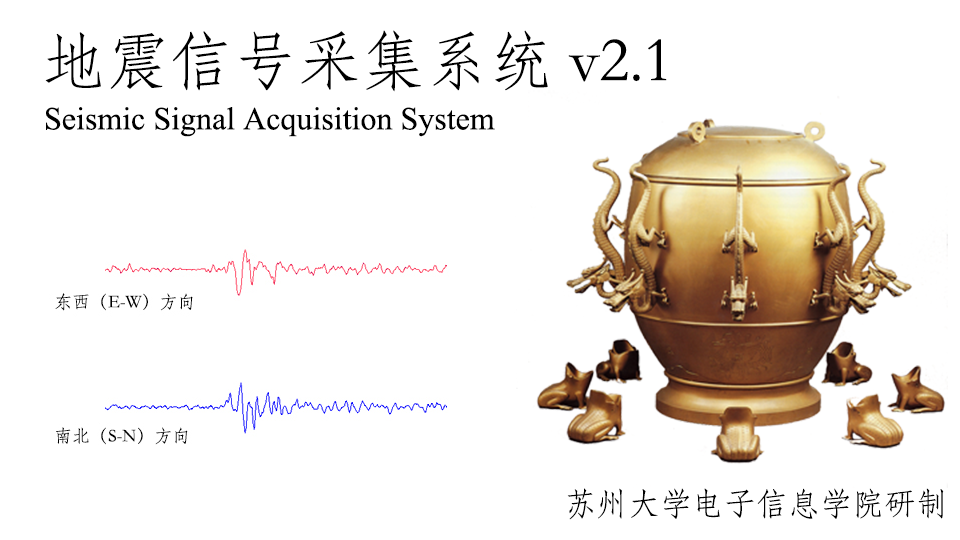 地震信号采集系统 v2.1
Seismic Signal Acquisition System
东西（E-W）方向
南北（S-N）方向
苏州大学电子信息学院研制